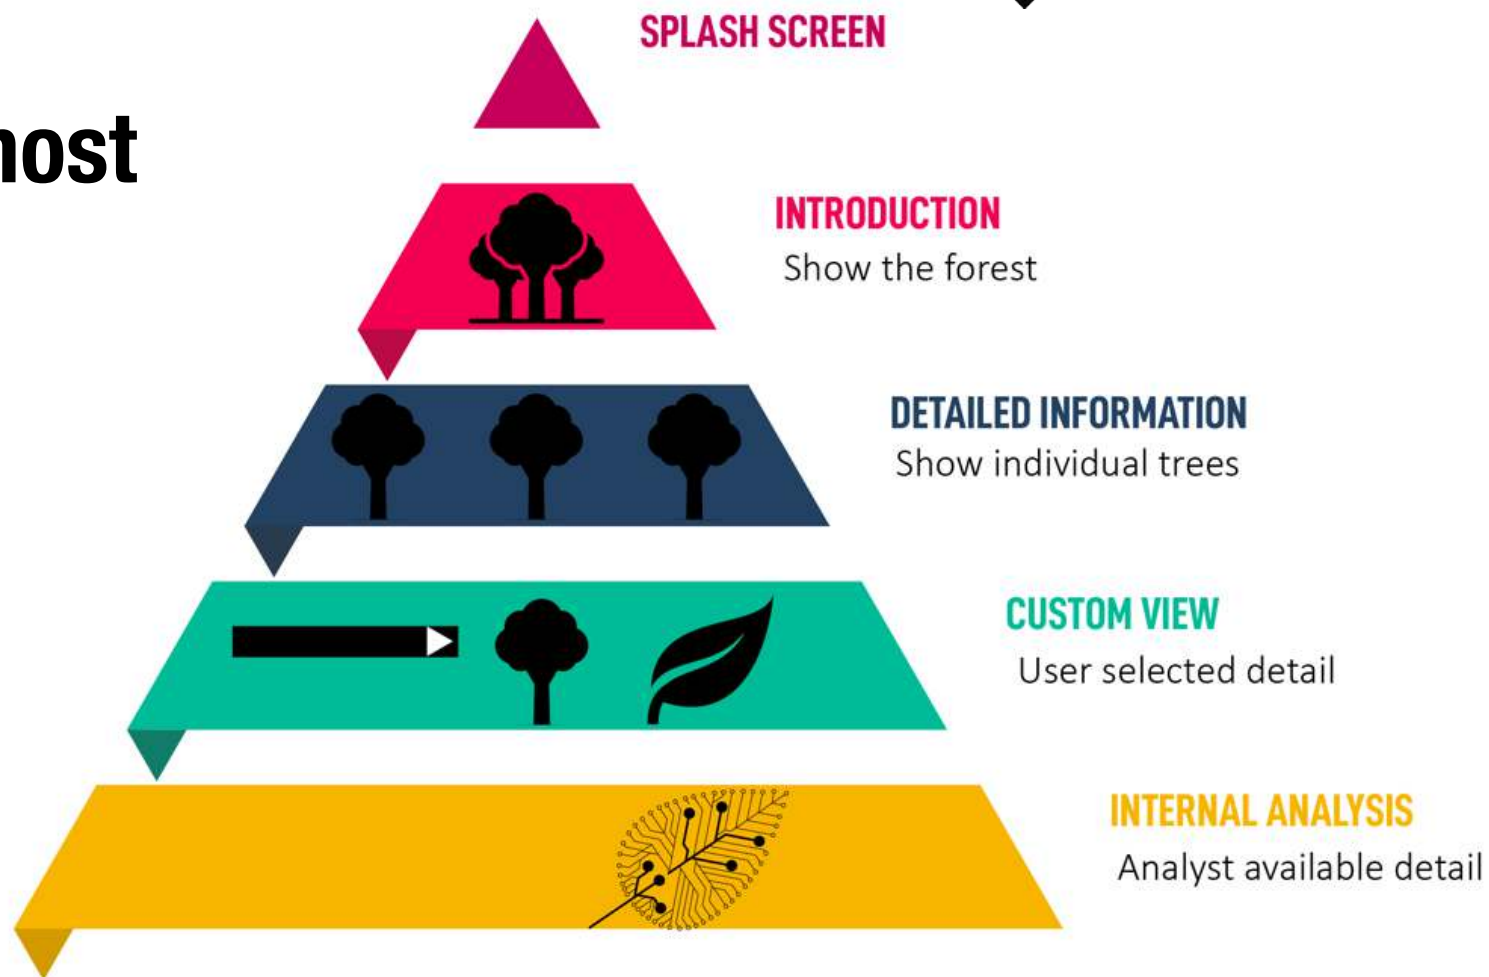 SPLASH SCREEN
INTRODUCTION
Show the forest
DETAILED INFORMATION
Show individual trees
CUSTOM VIEW
User selected detail
INTERNAL ANALYSIS
Analyst available detail